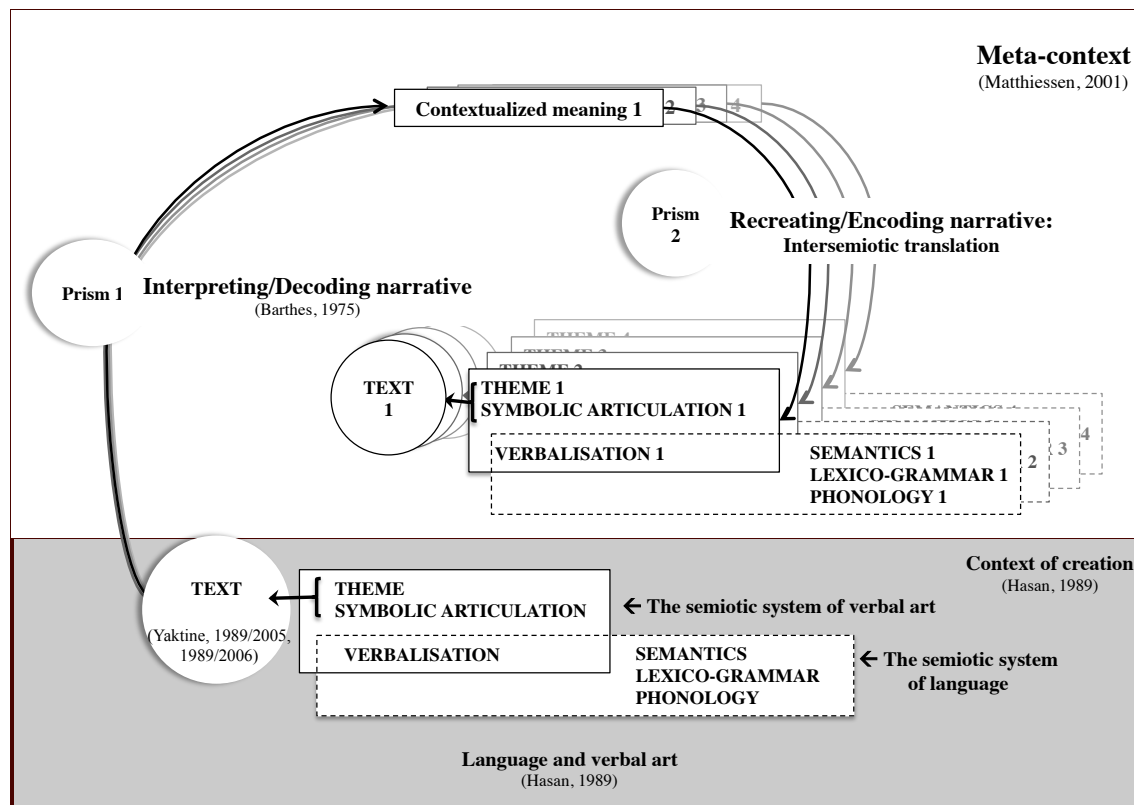 Meta-context
(Matthiessen, 2001)
Contextualized meaning 1
2
3
4
Prism
2
Recreating/Encoding narrative:
Intersemiotic translation
Prism 1
Interpreting/Decoding narrative
(Barthes, 1975)
TEXT
1
THEME 1
SYMBOLIC ARTICULATION 1
VERBALISATION 1
SEMANTICS 1
LEXICO-GRAMMAR 1
PHONOLOGY 1
2
3
4
Context of creation
(Hasan, 1989)
TEXT
(Yaktine, 1989/2005,
1989/2006)
THEME
SYMBOLIC ARTICULATION
The semiotic system of verbal art
VERBALISATION
SEMANTICS
LEXICO-GRAMMAR
PHONOLOGY
The semiotic system
of language
Language and verbal art
(Hasan, 1989)